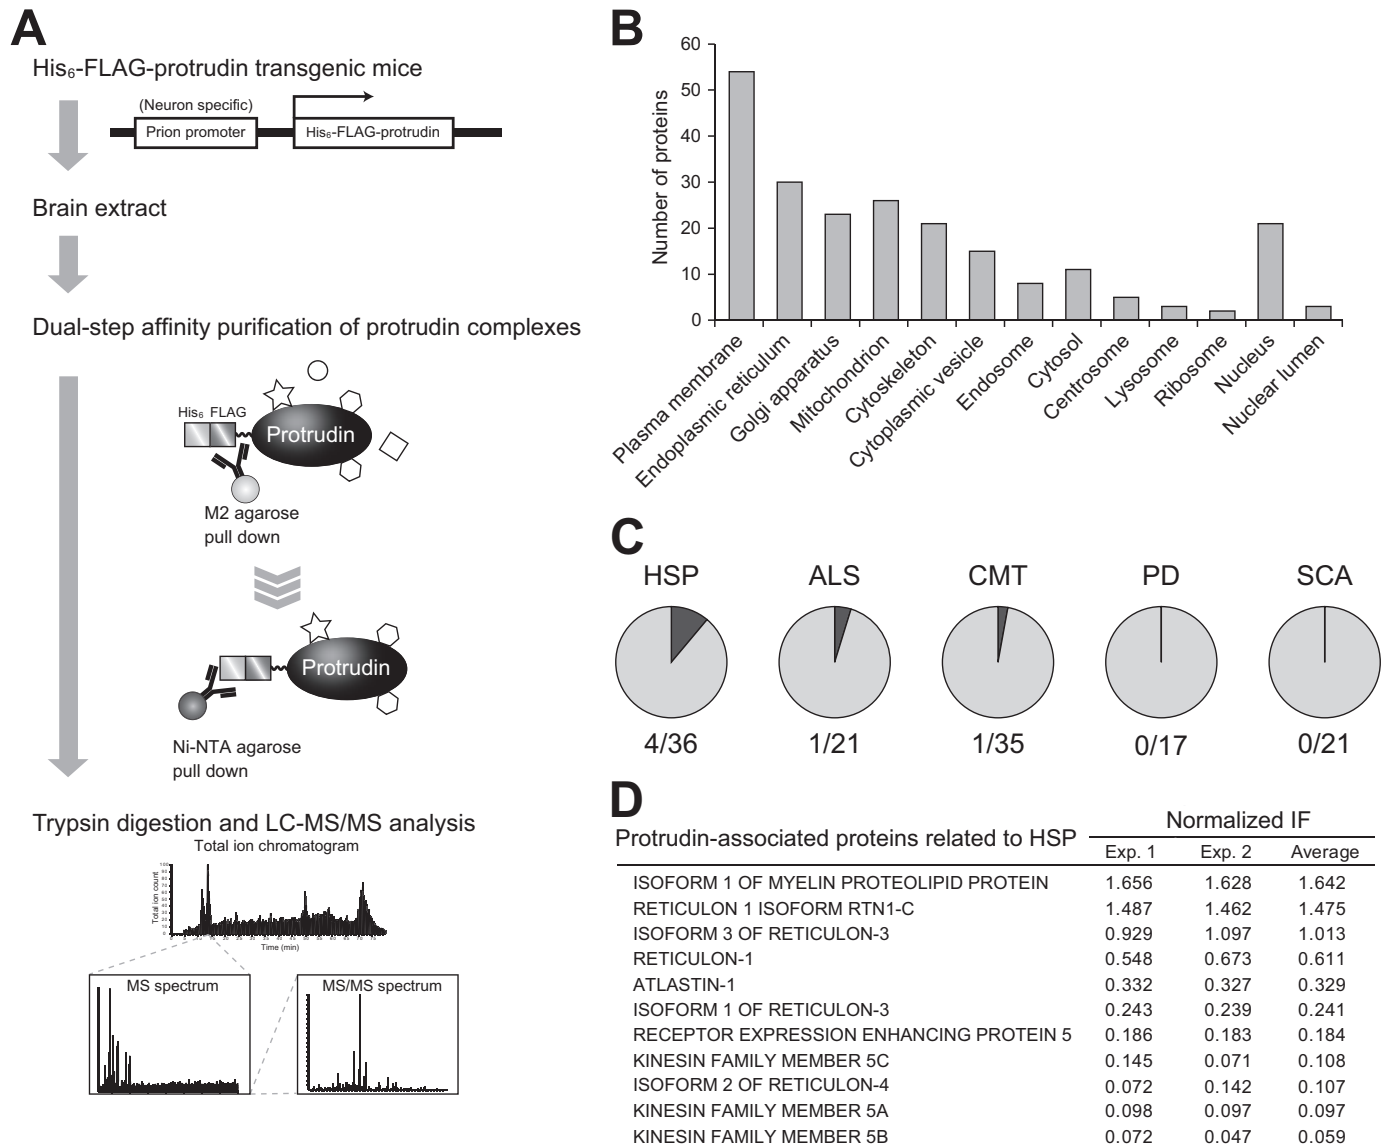 A
His6-FLAG-protrudin transgenic mice
(Neuron specific)
Prion promoter
His6-FLAG-protrudin
Brain extract
Dual-step affinity purification of protrudin complexes
His6 FLAG
Protrudin
M2 agarose
pull down
Protrudin
Ni-NTA agarose
pull down
Trypsin digestion and LC-MS/MS analysis
Total ion chromatogram
Total ion count
Time (min)
MS spectrum
MS/MS spectrum
B
Number of proteins
60
50
40
30
20
10
0
Plasma membrane
Endoplasmic reticulum
Golgi apparatus
Mitochondrion
Cytoskeleton
Cytoplasmic vesicle
Endosome
Cytosol
Centrosome
Lysosome
Ribosome
Nucleus
Nuclear lumen
C
HSP ALS CMT PD SCA
4/36 1/21 1/35 0/17 0/21
D
Normalized IF
Protrudin-associated proteins related to HSP
Exp. 1 Exp. 2 Average
ISOFORM 1 OF MYELIN PROTEOLIPID PROTEIN 1.656 1.628 1.642
RETICULON 1 ISOFORM RTN1-C 1.487 1.462 1.475
ISOFORM 3 OF RETICULON-3 0.929 1.097 1.013
RETICULON-1 0.548 0.673 0.611
ATLASTIN-1 0.332 0.327 0.329
ISOFORM 1 OF RETICULON-3 0.243 0.239 0.241
RECEPTOR EXPRESSION ENHANCING PROTEIN 5 0.186 0.183 0.184
KINESIN FAMILY MEMBER 5C 0.145 0.071 0.108
ISOFORM 2 OF RETICULON-4 0.072 0.142 0.107
KINESIN FAMILY MEMBER 5A 0.098 0.097 0.097
KINESIN FAMILY MEMBER 5B 0.072 0.047 0.059